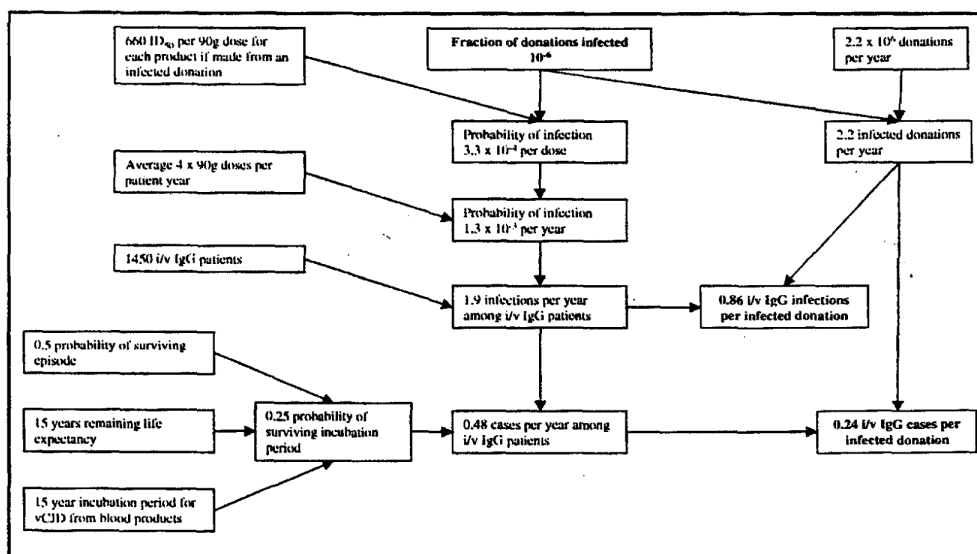 660 ID50 per 90g dose for
each product if made from an
infected donation
Fraction of donations infected
10⁻⁶
2.2 x 10⁶ donations
per year
Probability of infection
3.3 x 10⁻⁴ per dose
2.2 infected donations
per year
Average 4 x 90g doses per
patient year
Probability of infection
1.3 x 10⁻³ per year
1450 i/v IgG patients
1.9 infections per year
among i/v IgG patients
0.86 i/v IgG infections
per infected donation
0.5 probability of surviving
episode
15 years remaining life
expectancy
0.25 probability of
surviving incubation
period
0.48 cases per year among
i/v IgG patients
0.24 i/v IgG cases per
infected donation
15 year incubation period for
vCJD from blood products